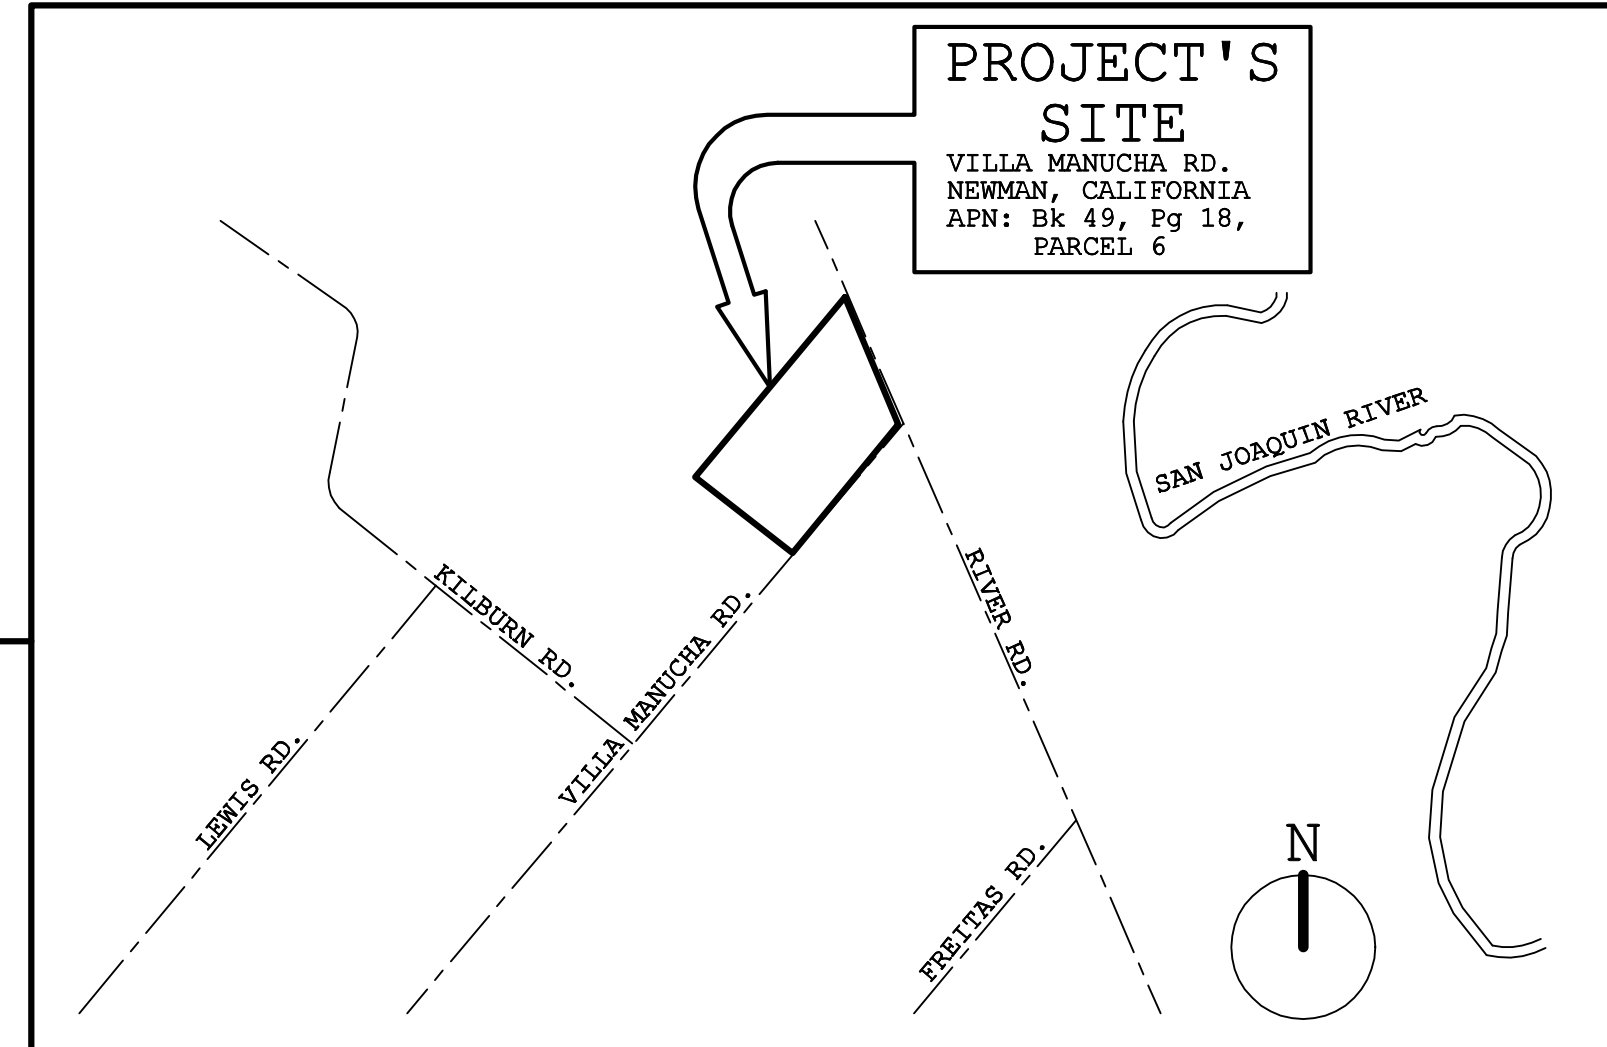 PROJECT'S
SITE
VILLA MANUCHA RD.
NEWMAN, CALIFORNIA
APN: Bk 49, Pg 18,
PARCEL 6
SAN JOAQUIN RIVER
KILBURN RD.
RIVER RD.
VILLA MANUCHA RD.
LEWIS RD.
FREITAS RD.
N